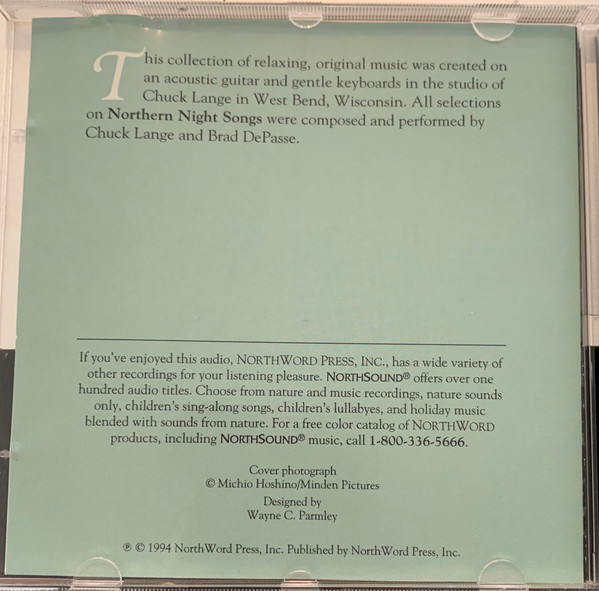 This collection of relaxing, original music was created on
an acoustic guitar and gentle keyboards in the studio of
Chuck Lange in West Bend, Wisconsin. All selections
on Northern Night Songs were composed and performed by
Chuck Lange and Brad DePasse.
If you've enjoyed this audio, NORTHWORD PRESS, INC., has a wide variety of
other recordings for your listening pleasure. NORTHSOUND® offers over one
hundred audio titles. Choose from nature and music recordings, nature sounds
only, children's sing-along songs, children's lullabyes, and holiday music
blended with sounds from nature. For a free color catalog of NORTHWORD
products, including NORTHSOUND® music, call 1-800-336-5666.
Cover photograph
© Michio Hoshino/Minden Pictures
Designed by
Wayne C. Parmley
℗ © 1994 NorthWord Press, Inc. Published by NorthWord Press, Inc.